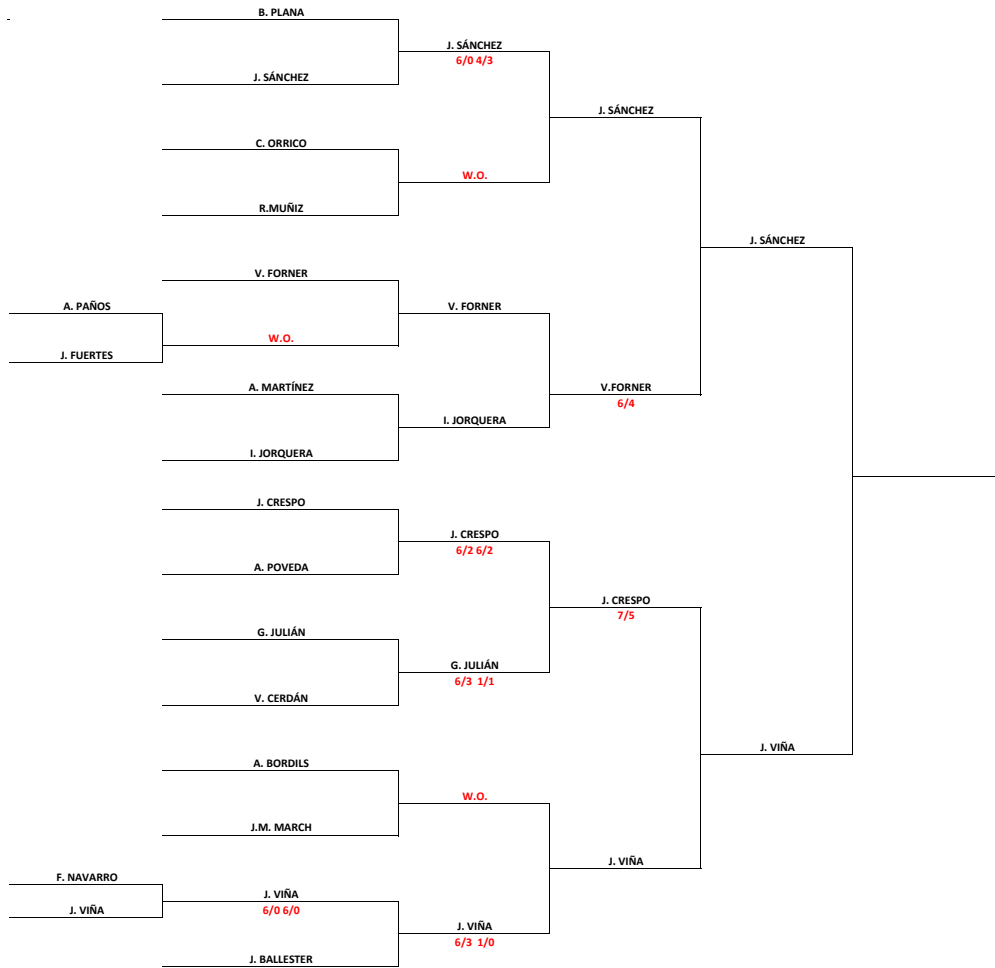 B. PLANA
J. SÁNCHEZ
6/0 4/3
J. SÁNCHEZ
J. SÁNCHEZ
C. ORRICO
W.O.
R.MUÑIZ
J. SÁNCHEZ
V. FORNER
A. PAÑOS
V. FORNER
W.O.
J. FUERTES
A. MARTÍNEZ
V.FORNER
6/4
I. JORQUERA
I. JORQUERA
J. CRESPO
J. CRESPO
6/2 6/2
A. POVEDA
J. CRESPO
7/5
G. JULIÁN
G. JULIÁN
6/3 1/1
V. CERDÁN
J. VIÑA
A. BORDILS
W.O.
J.M. MARCH
J. VIÑA
F. NAVARRO
J. VIÑA
6/0 6/0
J. VIÑA
J. VIÑA
6/3 1/0
J. BALLESTER